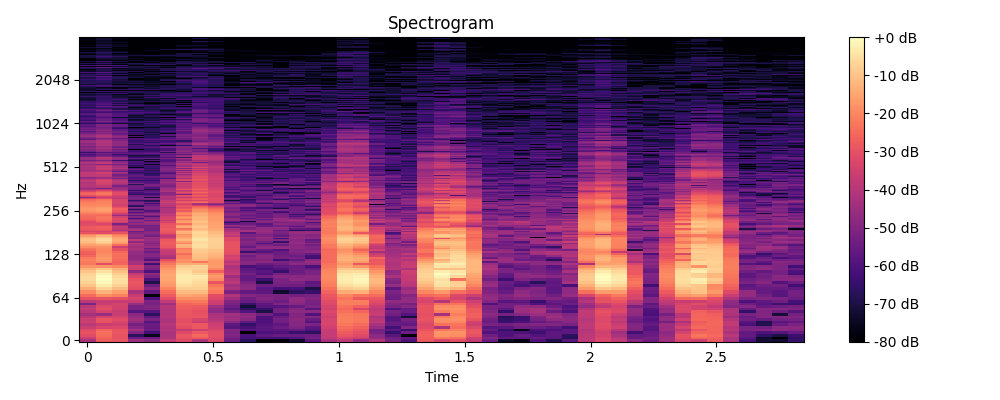 Spectrogram
Hz
2048
1024
512
256
128
64
0
0
0.5
1
1.5
2
2.5
Time
+0 dB
-10 dB
-20 dB
-30 dB
-40 dB
-50 dB
-60 dB
-70 dB
-80 dB